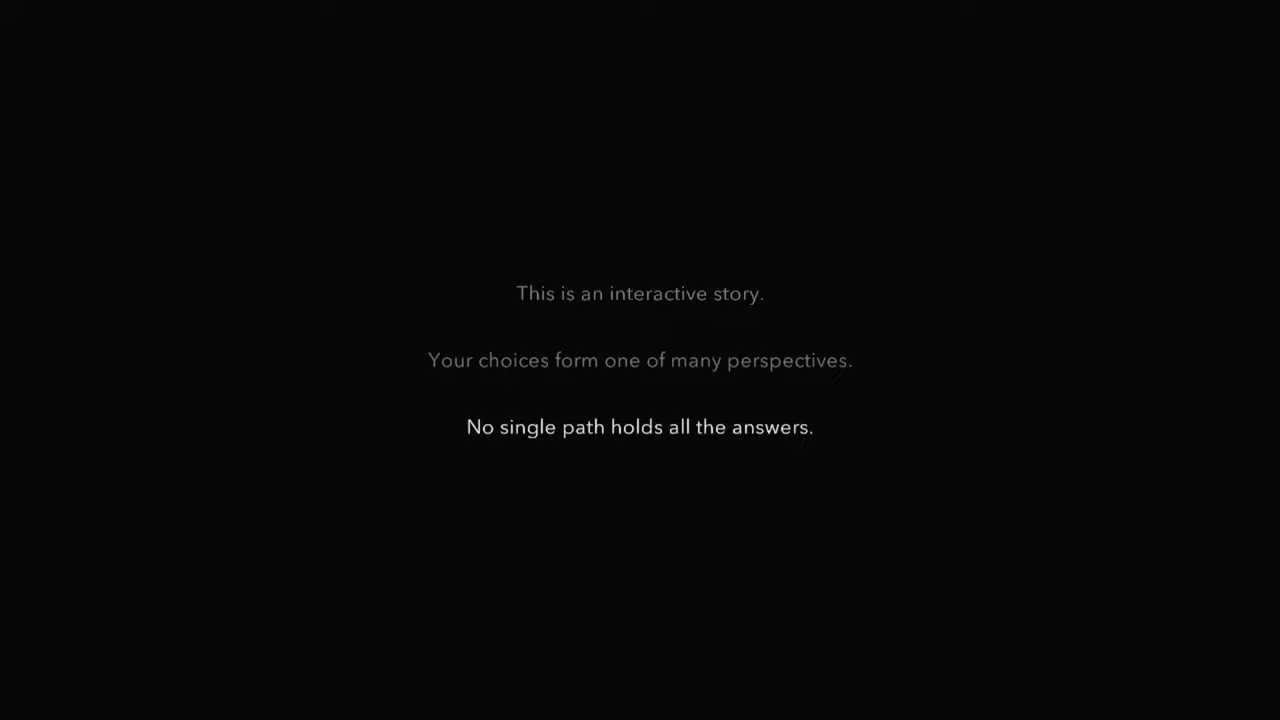 This is an interactive story.
Your choices form one of many perspectives.
No single path holds all the answers.